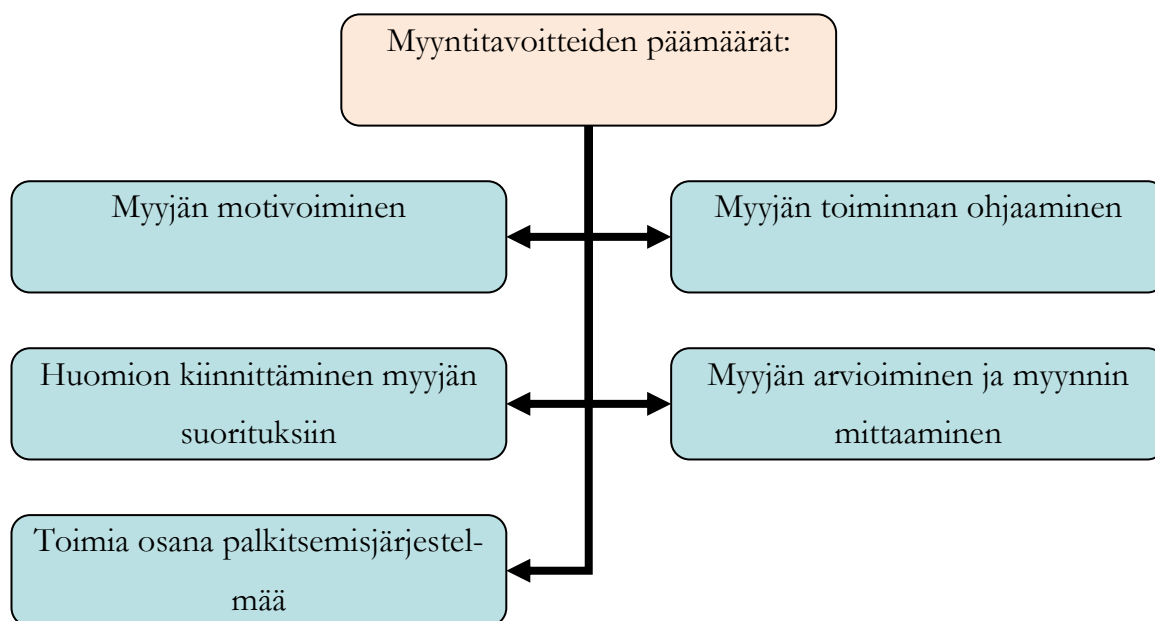 Myyntitavoitteiden päämäärät:
Myyjän motivoiminen
Myyjän toiminnan ohjaaminen
Huomion kiinnittäminen myyjän
suorituksiin
Myyjän arvioiminen ja myynnin
mittaaminen
Toimia osana palkitsemisjärjestel-
mää